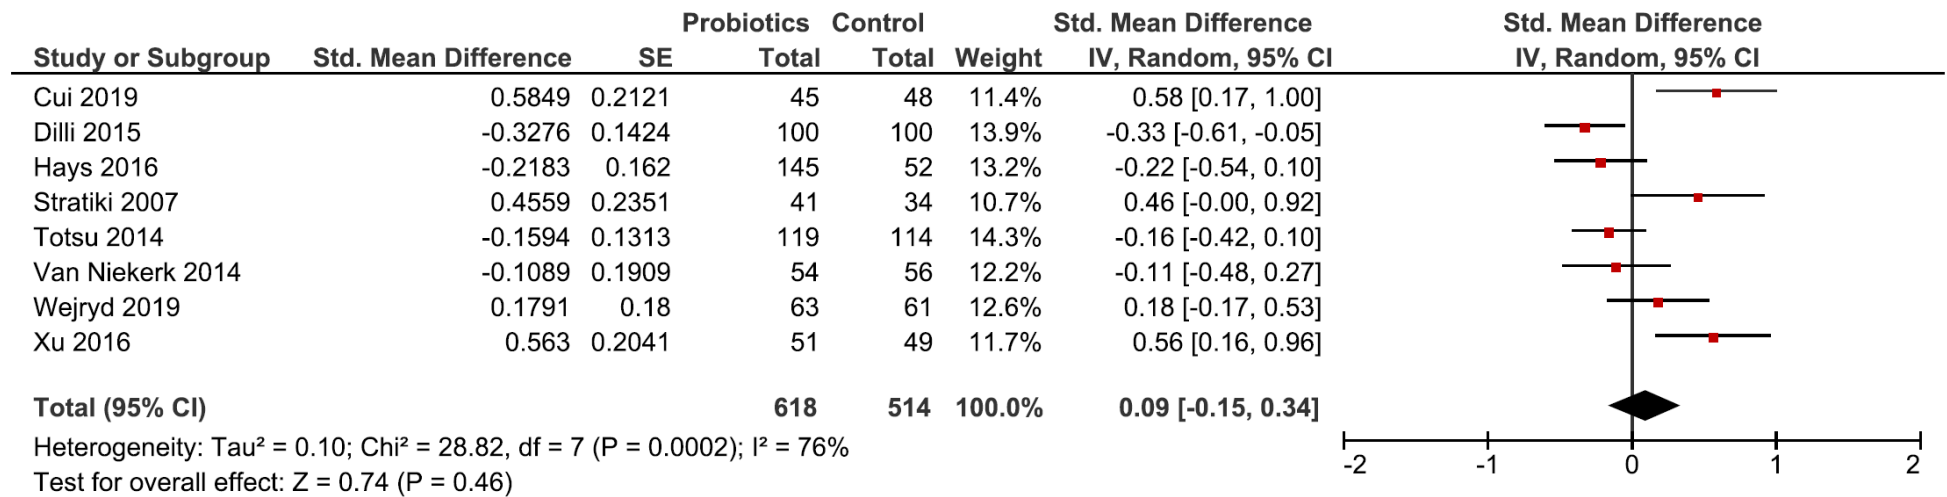 Probiotics Control Std. Mean Difference Std. Mean Difference
Study or Subgroup Std. Mean Difference SE Total Total Weight IV, Random, 95% CI IV, Random, 95% CI
Cui 2019 0.5849 0.2121 45 48 11.4% 0.58 [0.17, 1.00]
Dilli 2015 -0.3276 0.1424 100 100 13.9% -0.33 [-0.61, -0.05]
Hays 2016 -0.2183 0.162 145 52 13.2% -0.22 [-0.54, 0.10]
Stratiki 2007 0.4559 0.2351 41 34 10.7% 0.46 [-0.00, 0.92]
Totsu 2014 -0.1594 0.1313 119 114 14.3% -0.16 [-0.42, 0.10]
Van Niekerk 2014 -0.1089 0.1909 54 56 12.2% -0.11 [-0.48, 0.27]
Wejryd 2019 0.1791 0.18 63 61 12.6% 0.18 [-0.17, 0.53]
Xu 2016 0.563 0.2041 51 49 11.7% 0.56 [0.16, 0.96]
Total (95% CI) 618 514 100.0% 0.09 [-0.15, 0.34]
Heterogeneity: Tau² = 0.10; Chi² = 28.82, df = 7 (P = 0.0002); I² = 76%
-2 -1 0 1 2
Test for overall effect: Z = 0.74 (P = 0.46)